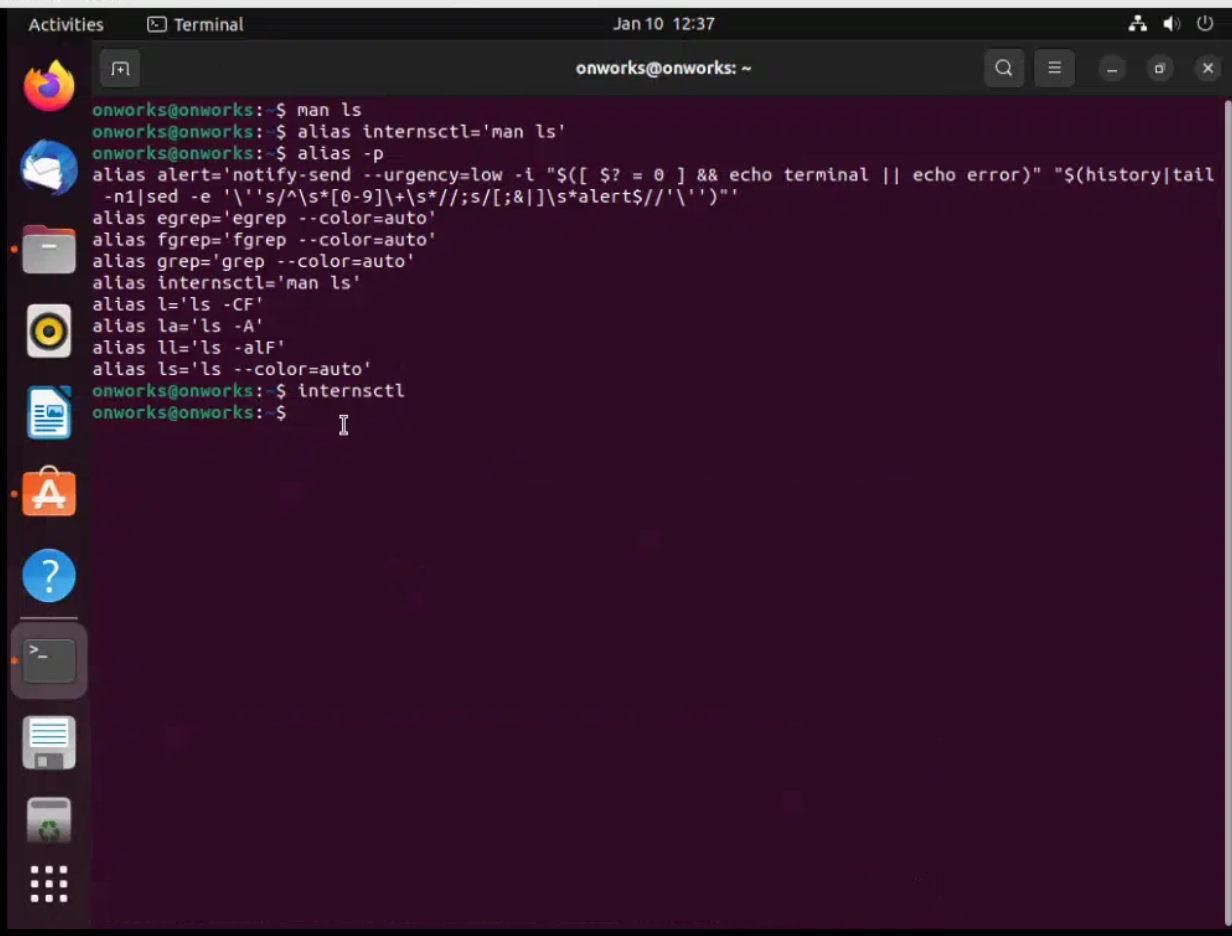 Activities Terminal Jan 10 12:37
onworks@onworks: ~
onworks@onworks:~$ man ls
onworks@onworks:~$ alias internsctl='man ls'
onworks@onworks:~$ alias -p
alias alert='notify-send --urgency=low -i "$([ $? = 0 ] && echo terminal || echo error)" "$(history|tail
-n1|sed -e '\''s/^\s*[0-9]\+\s*//;s/[;&|]\s*alert$//'\'')"'
alias egrep='egrep --color=auto'
alias fgrep='fgrep --color=auto'
alias grep='grep --color=auto'
alias internsctl='man ls'
alias l='ls -CF'
alias la='ls -A'
alias ll='ls -alF'
alias ls='ls --color=auto'
onworks@onworks:~$ internsctl
onworks@onworks:~$